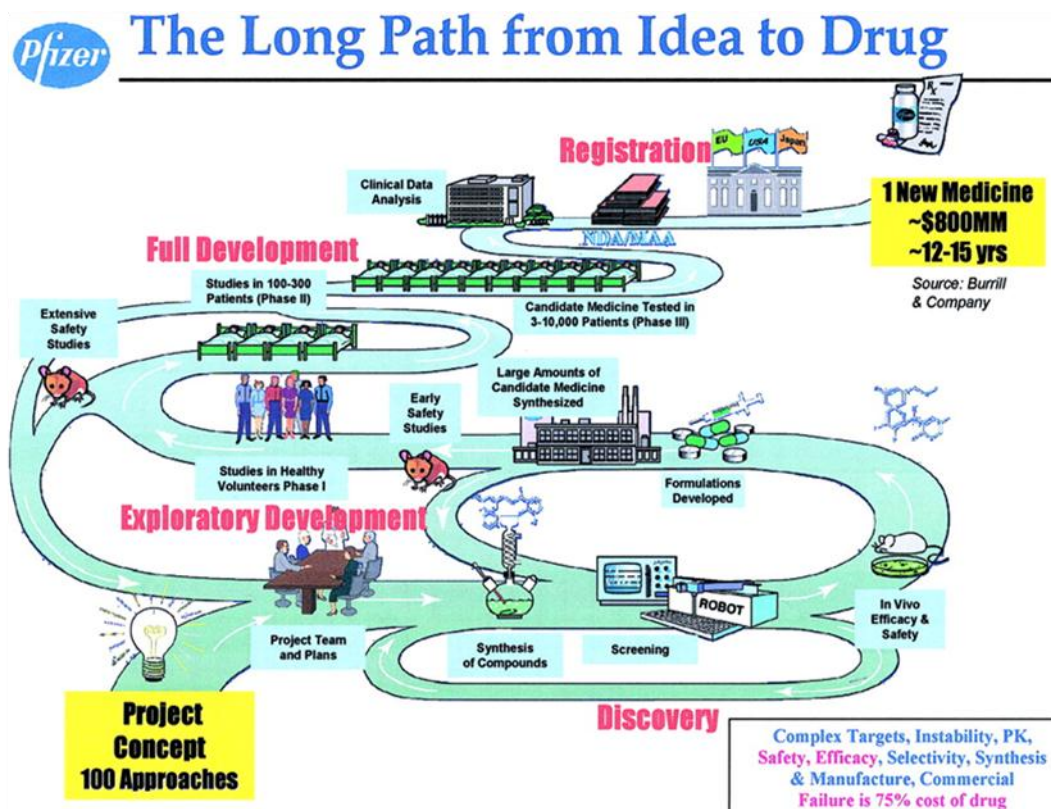 Pfizer
The Long Path from Idea to Drug
Registration
EU
USA
Japan
Rx
Clinical Data
Analysis
NDA/MAA
1 New Medicine
~$800MM
~12-15 yrs
Source: Burrill
& Company
Full Development
Studies in 100-300
Patients (Phase II)
Candidate Medicine Tested in
3-10,000 Patients (Phase III)
Extensive
Safety
Studies
Large Amounts of
Candidate Medicine
Synthesized
Early
Safety
Studies
Studies in Healthy
Volunteers Phase I
Formulations
Developed
Exploratory Development
ROBOT
Project Team
and Plans
Synthesis
of Compounds
Screening
In Vivo
Efficacy &
Safety
Project
Concept
100 Approaches
Discovery
Complex Targets, Instability, PK,
Safety, Efficacy, Selectivity, Synthesis
& Manufacture, Commercial
Failure is 75% cost of drug